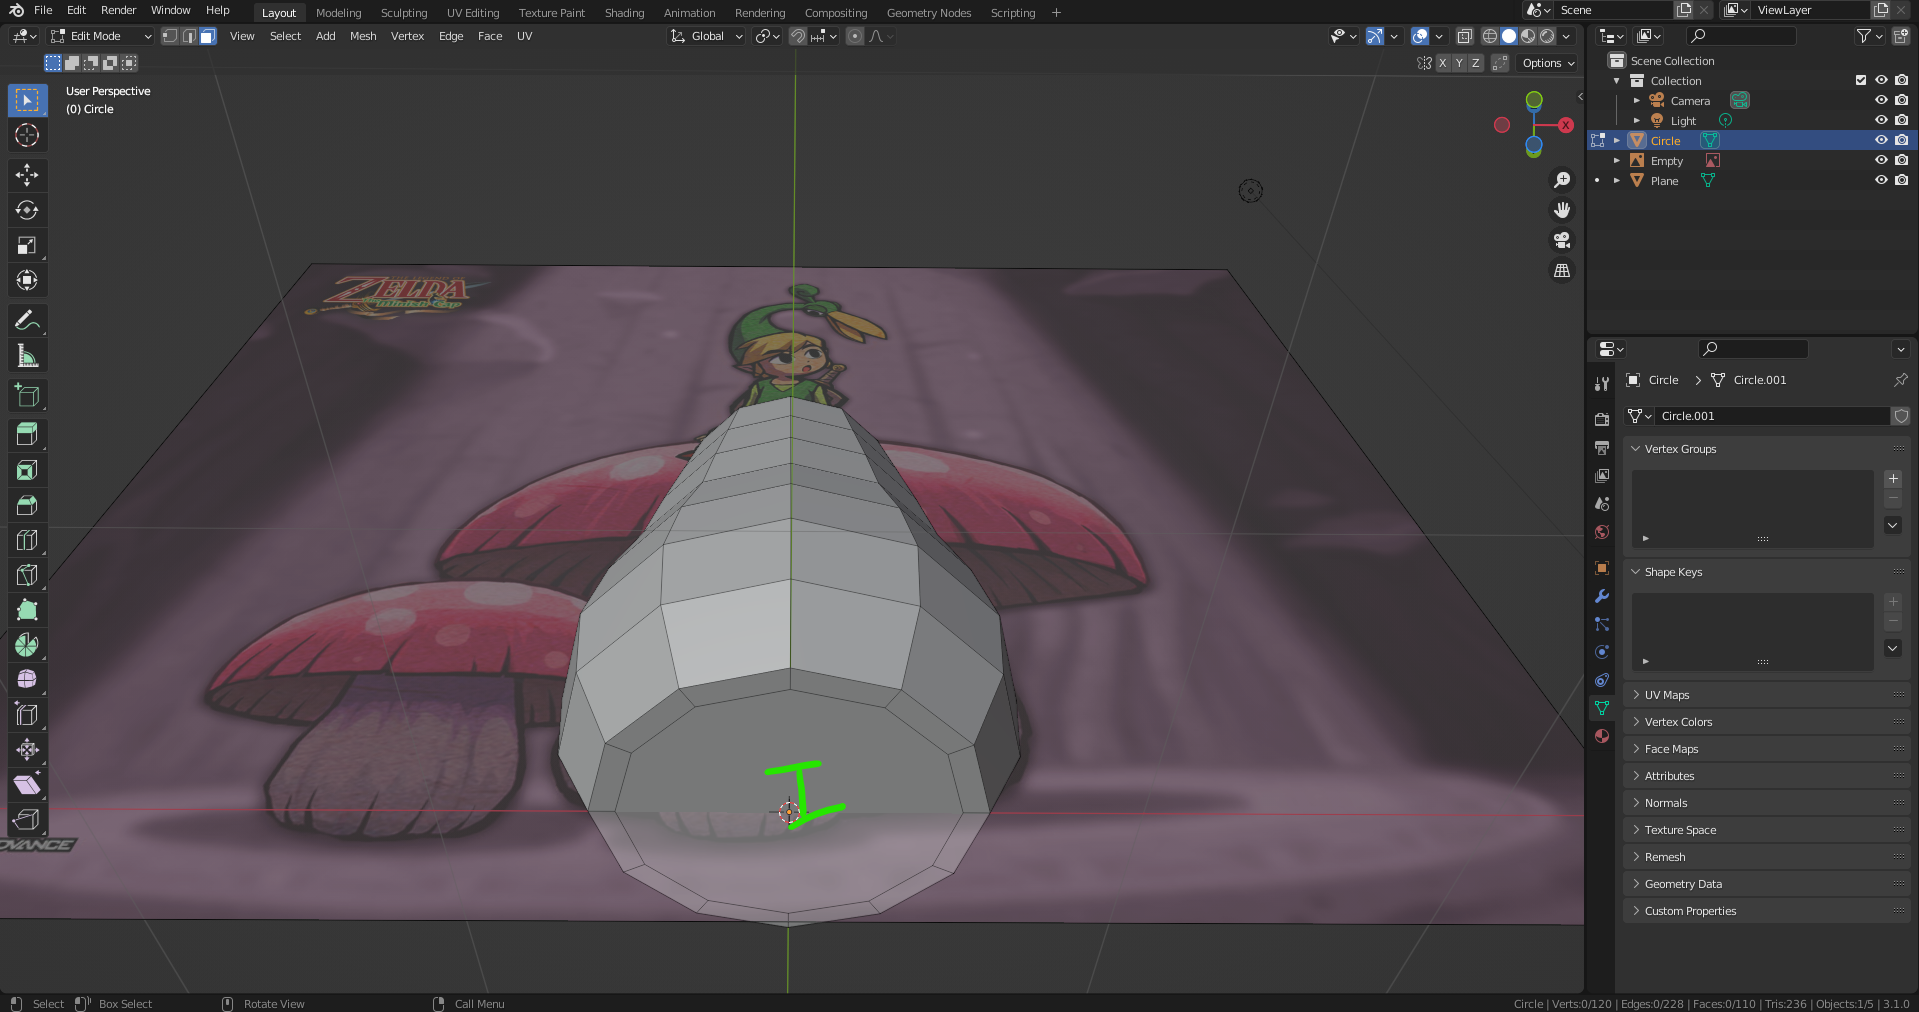 File Edit Render Window Help Layout Modeling Sculpting UV Editing Texture Paint Shading Animation Rendering Compositing Geometry Nodes Scripting + Scene ViewLayer
Edit Mode View Select Add Mesh Vertex Edge Face UV Global
X Y Z Options
User Perspective
(0) Circle
X
Scene Collection
Collection
Camera
Light
Circle
Empty
Plane
ZELDA
Minish Cap
Circle > Circle.001
Circle.001
Vertex Groups
Shape Keys
UV Maps
Vertex Colors
Face Maps
Attributes
Normals
Texture Space
Remesh
Geometry Data
Custom Properties
I
ADVANCE
Select Box Select Rotate View Call Menu Circle | Verts:0/120 | Edges:0/228 | Faces:0/110 | Tris:236 | Objects:1/5 | 3.1.0